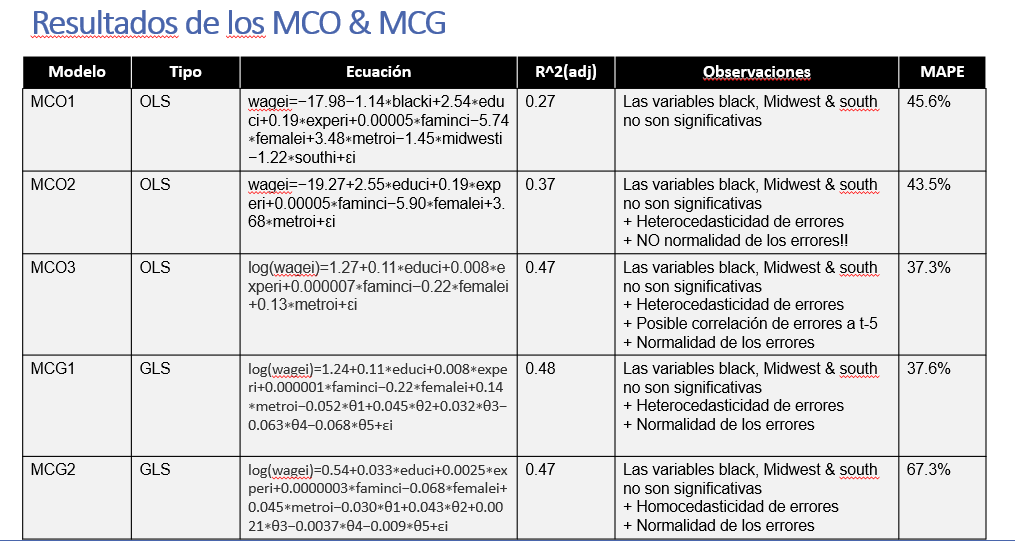 Resultados de los MCO & MCG
Modelo Tipo Ecuación R^2(adj) Observaciones MAPE
MCO1 OLS wagei=−17.98−1.14∗blacki+2.54∗edu 0.27 Las variables black, Midwest & south 45.6%
ci+0.19∗experi+0.00005∗faminci−5.74 no son significativas
∗femalei+3.48∗metroi−1.45∗midwesti
−1.22∗southi+εi
MCO2 OLS wagei=−19.27+2.55∗educi+0.19∗exp 0.37 Las variables black, Midwest & south 43.5%
eri+0.00005∗faminci−5.90∗femalei+3. no son significativas
68∗metroi+εi + Heterocedasticidad de errores
+ NO normalidad de los errores!!
MCO3 OLS log(wagei)=1.27+0.11∗educi+0.008∗e 0.47 Las variables black, Midwest & south 37.3%
xperi+0.000007∗faminci−0.22∗femalei no son significativas
+0.13∗metroi+εi + Heterocedasticidad de errores
+ Posible correlación de errores a t-5
+ Normalidad de los errores
MCG1 GLS log(wagei)=1.24+0.11∗educi+0.008∗expe 0.48 Las variables black, Midwest & south 37.6%
ri+0.000001∗faminci−0.22∗femalei+0.14 no son significativas
∗metroi−0.052∗θ1+0.045∗θ2+0.032∗θ3− + Heterocedasticidad de errores
0.063∗θ4−0.068∗θ5+εi + Normalidad de los errores
MCG2 GLS log(wagei)=0.54+0.033∗educi+0.0025∗ex 0.47 Las variables black, Midwest & south 67.3%
peri+0.0000003∗faminci−0.068∗femalei+ no son significativas
0.045∗metroi−0.030∗θ1+0.043∗θ2+0.00 + Homocedasticidad de errores
21∗θ3−0.0037∗θ4−0.009∗θ5+εi + Normalidad de los errores